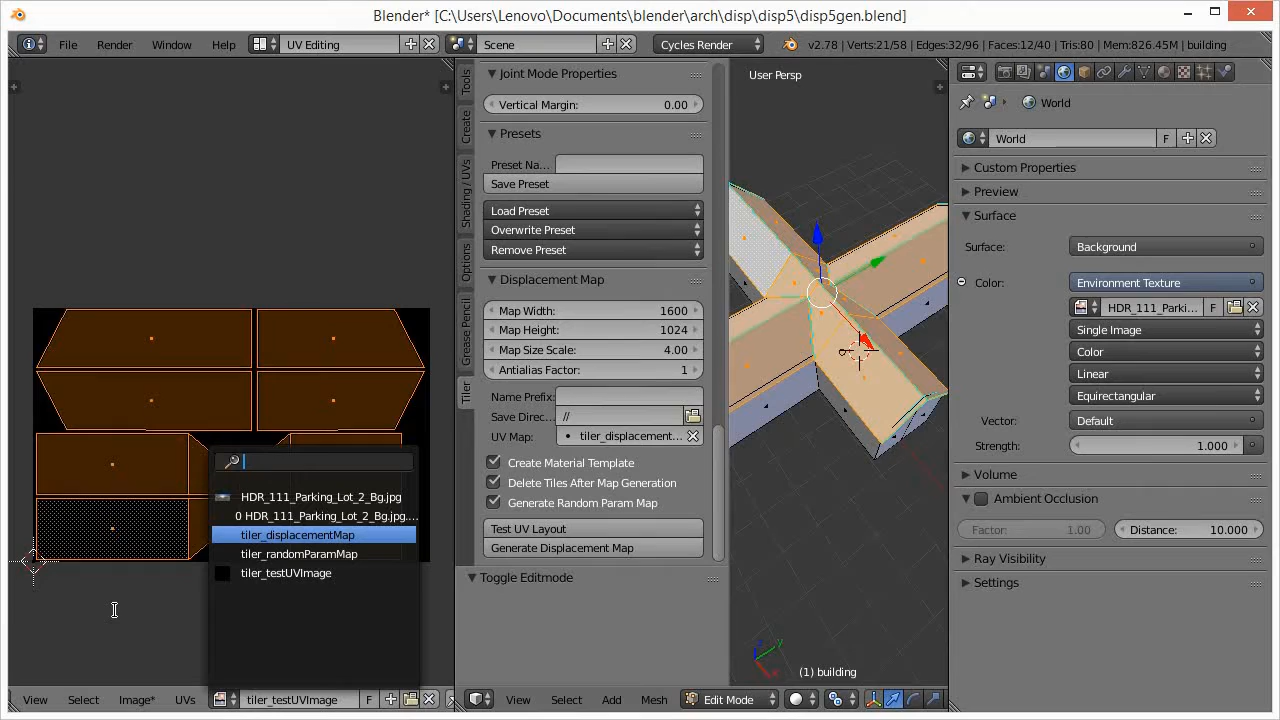 Blender* [C:\Users\Lenovo\Documents\blender\arch\disp\disp5\disp5gen.blend]
File Render Window Help UV Editing Scene Cycles Render v2.78 | Verts:21/58 | Edges:32/96 | Faces:12/40 | Tris:80 | Mem:826.45M | building
Tools
Create
Shading / UVs
Options
Grease Pencil
Tiler
Joint Mode Properties
Vertical Margin: 0.00
Presets
Preset Na...
Save Preset
Load Preset
Overwrite Preset
Remove Preset
Displacement Map
Map Width: 1600
Map Height: 1024
Map Size Scale: 4.00
Antialias Factor: 1
Name Prefix:
Save Direc... //
UV Map: tiler_displacement...
Create Material Template
Delete Tiles After Map Generation
Generate Random Param Map
Test UV Layout
Generate Displacement Map
Toggle Editmode
HDR_111_Parking_Lot_2_Bg.jpg
0 HDR_111_Parking_Lot_2_Bg.jpg....
tiler_displacementMap
tiler_randomParamMap
tiler_testUVImage
View Select Image* UVs tiler_testUVImage F
User Persp
z y x
(1) building
View Select Add Mesh Edit Mode
World
World F
Custom Properties
Preview
Surface
Surface: Background
Color: Environment Texture
HDR_111_Parki... F
Single Image
Color
Linear
Equirectangular
Vector: Default
Strength: 1.000
Volume
Ambient Occlusion
Factor: 1.00 Distance: 10.000
Ray Visibility
Settings